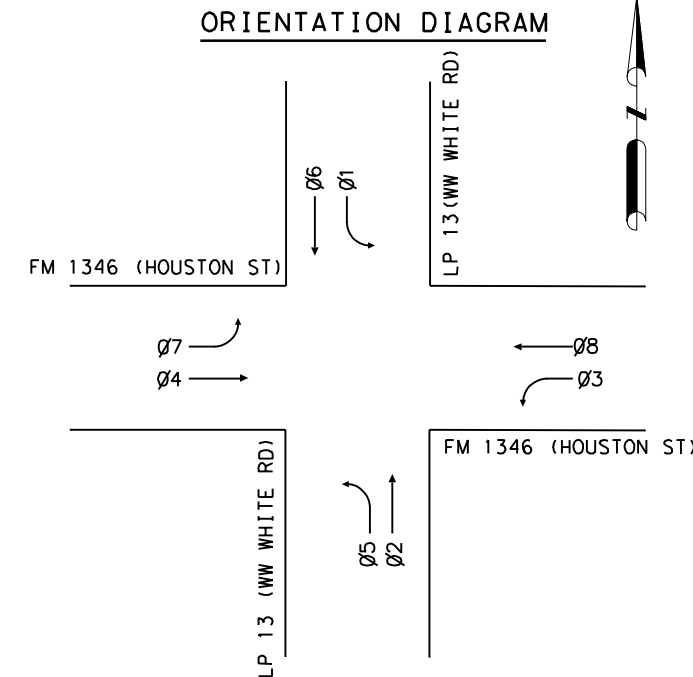 ORIENTATION DIAGRAM
LP 13(WW WHITE RD)
N
Ø6
Ø1
FM 1346 (HOUSTON ST)
Ø7
Ø8
Ø4
Ø3
FM 1346 (HOUSTON ST)
LP 13 (WW WHITE RD)
Ø5
Ø2